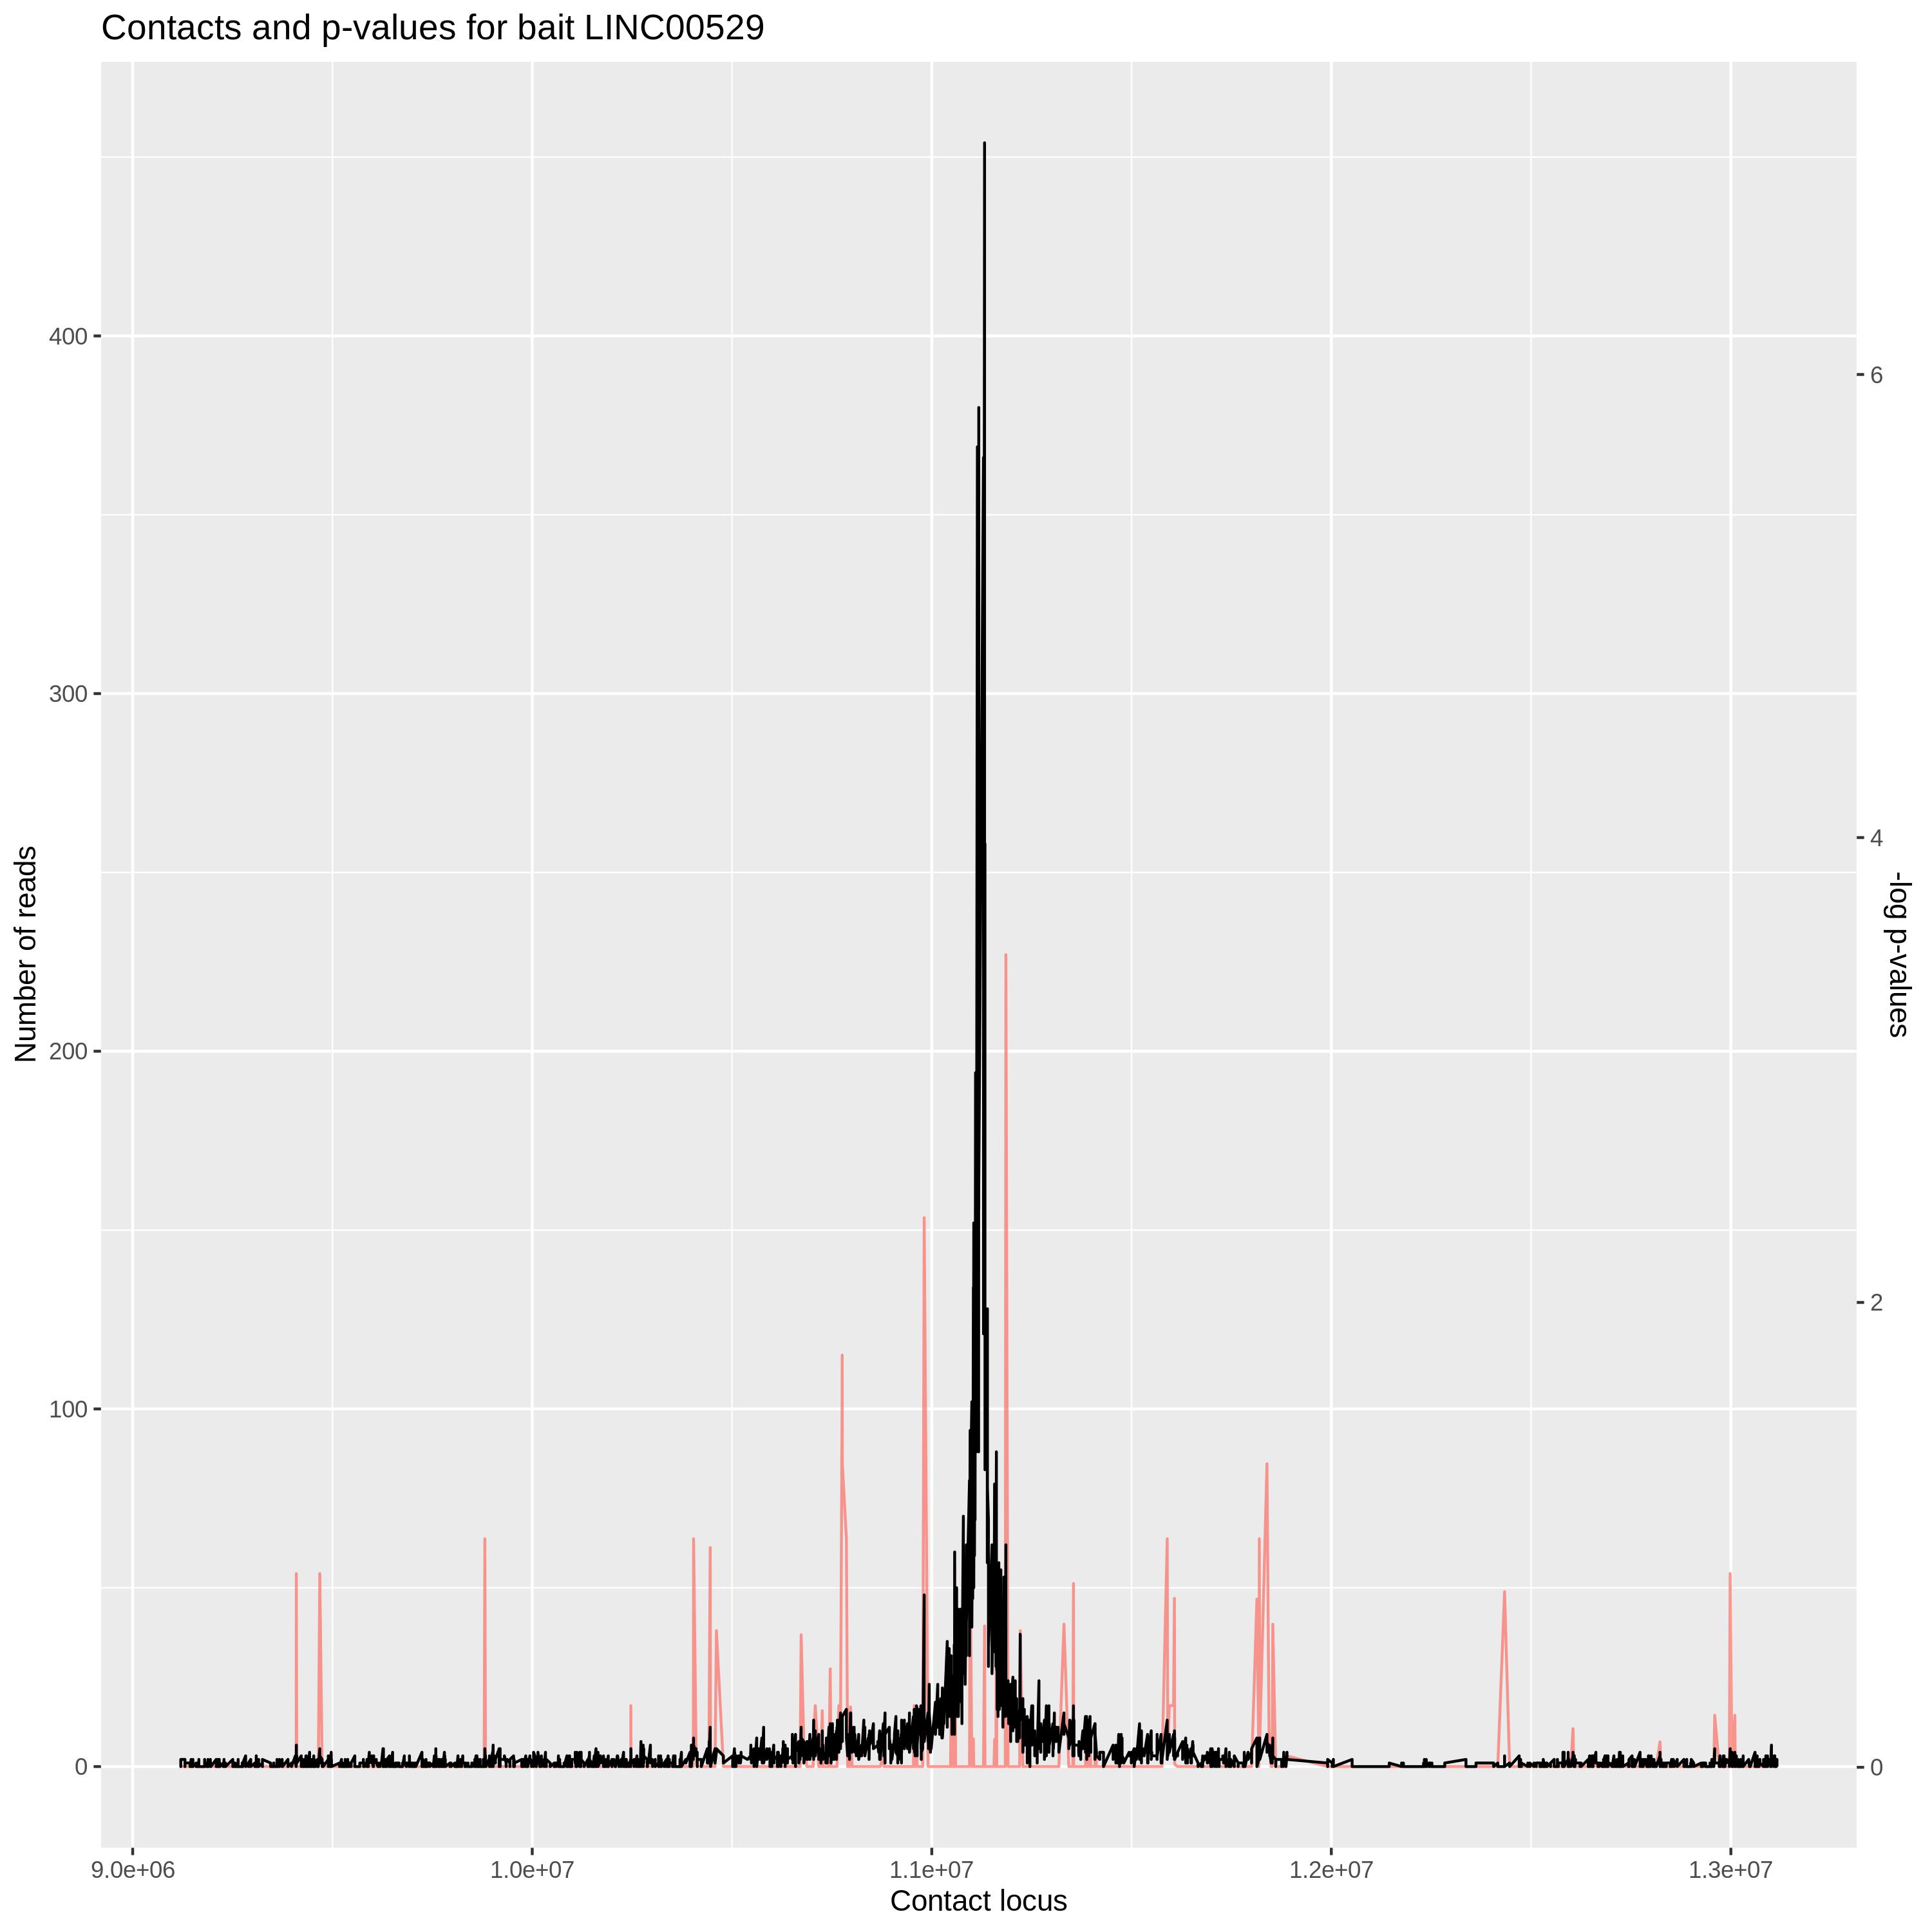 Contacts and p-values for bait LINC00529
400
300
200
100
0
Number of reads
6
4
2
0
-log p-values
9.0e+06
1.0e+07
1.1e+07
1.2e+07
1.3e+07
Contact locus